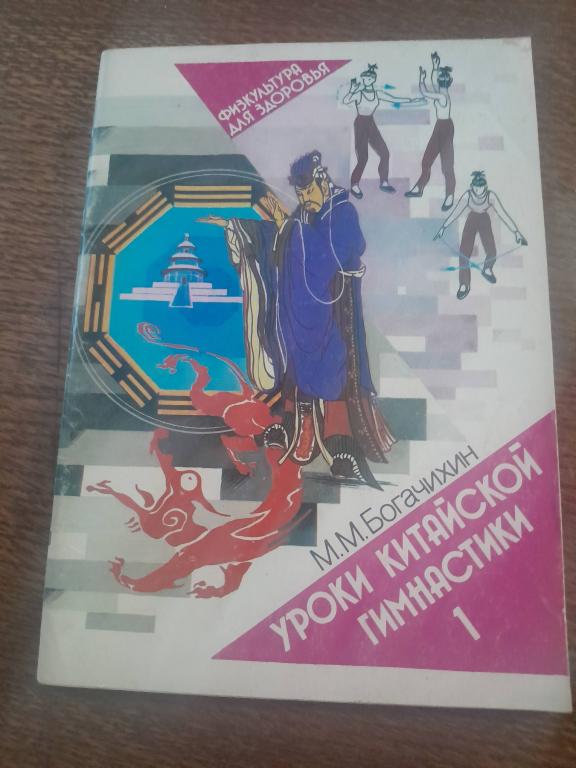 ФИЗКУЛЬТУРА
ДЛЯ ЗДОРОВЬЯ
М.М.Богачихин
УРОКИ КИТАЙСКОЙ
ГИМНАСТИКИ
1